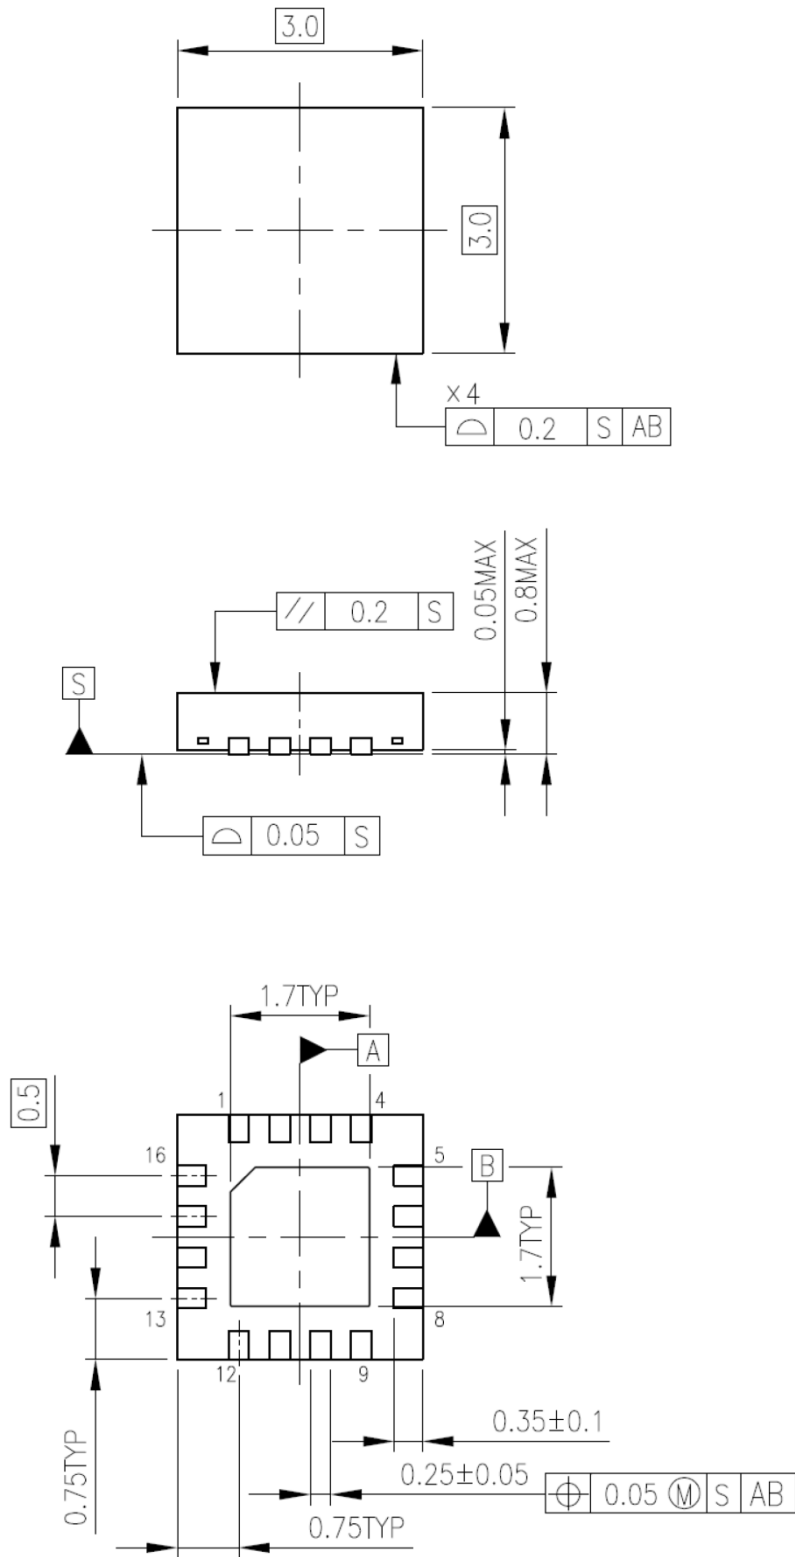 3.0
3.0
×4
⌓ 0.2 S AB
0.05MAX
0.8MAX
// 0.2 S
S
⌓ 0.05 S
1.7TYP
A
1
4
0.5
16
5
B
1.7TYP
13
8
12
9
0.75TYP
0.35±0.1
0.25±0.05
⌖ 0.05 Ⓜ S AB
0.75TYP